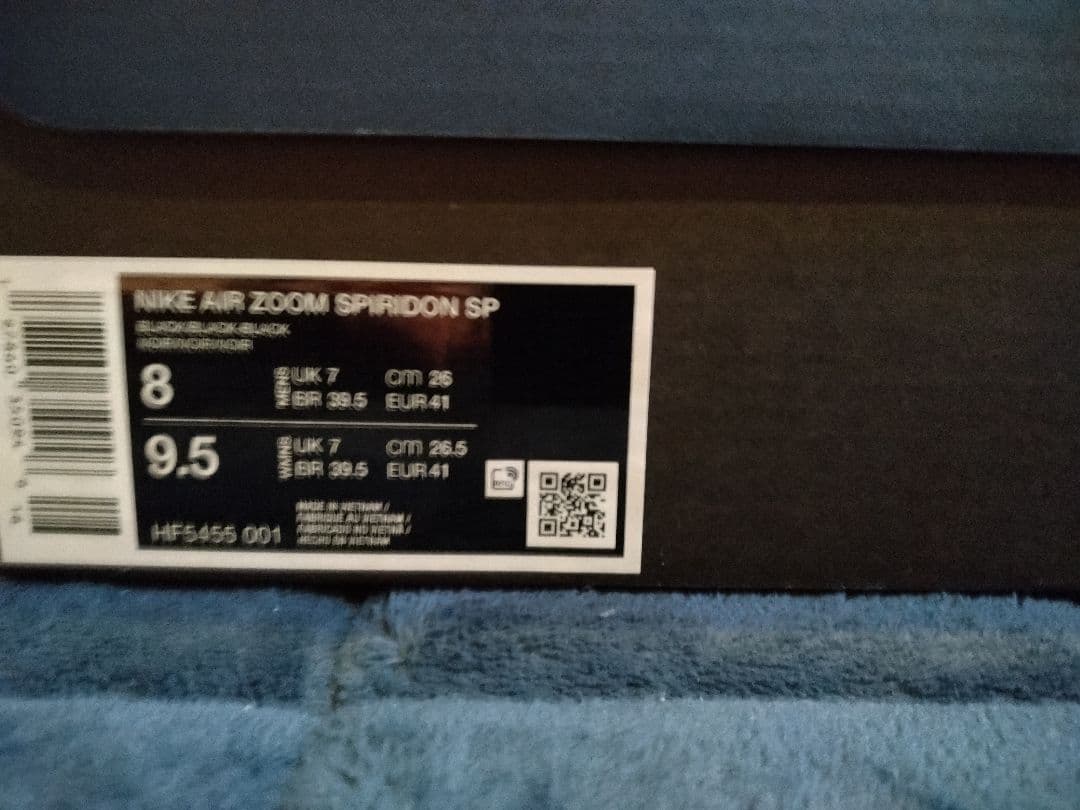 NIKE AIR ZOOM SPIRIDON SP
BLACK/BLACK-BLACK
NOIR/NOIR/NOIR
8
MENS
UK 7 cm 26
BR 39.5 EUR 41
9.5
WMNS
UK 7 cm 26.5
BR 39.5 EUR 41
HF5455 001
MADE IN VIETNAM /
FABRIQUE AU VIETNAM /
FABRICADO NO VIETNA /
HECHO EN VIETNAM